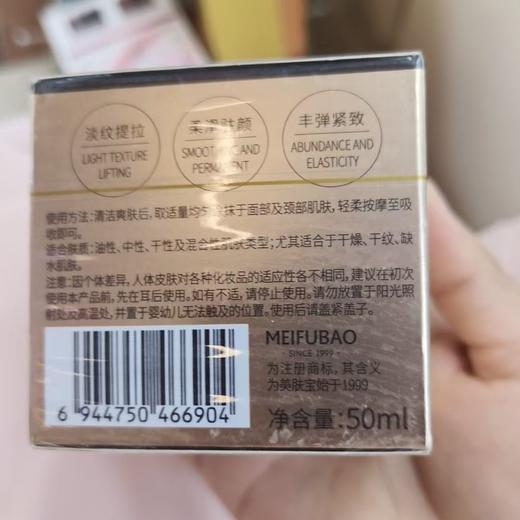 淡纹提拉
LIGHT TEXTURE
LIFTING
柔泽肤颜
SMOOTHING AND
PERMANENT
丰弹紧致
ABUNDANCE AND
ELASTICITY
使用方法：清洁爽肤后，取适量均匀涂抹于面部及颈部肌肤，轻柔按摩至吸
收即可。
适合肤质：油性、中性、干性及混合性肌肤类型；尤其适合于干燥、干纹、缺
水肌肤。
注意：因个体差异，人体皮肤对各种化妆品的适应性各不相同，建议在初次
使用本产品前，先在耳后使用。如有不适，请停止使用。请勿放置于阳光照
射处及高温处，并置于婴幼儿无法触及的位置。使用后请盖紧盖子。
MEIFUBAO
SINCE 1999
为注册商标，其含义
为美肤宝始于1999
6 944750 466904
净含量：50ml